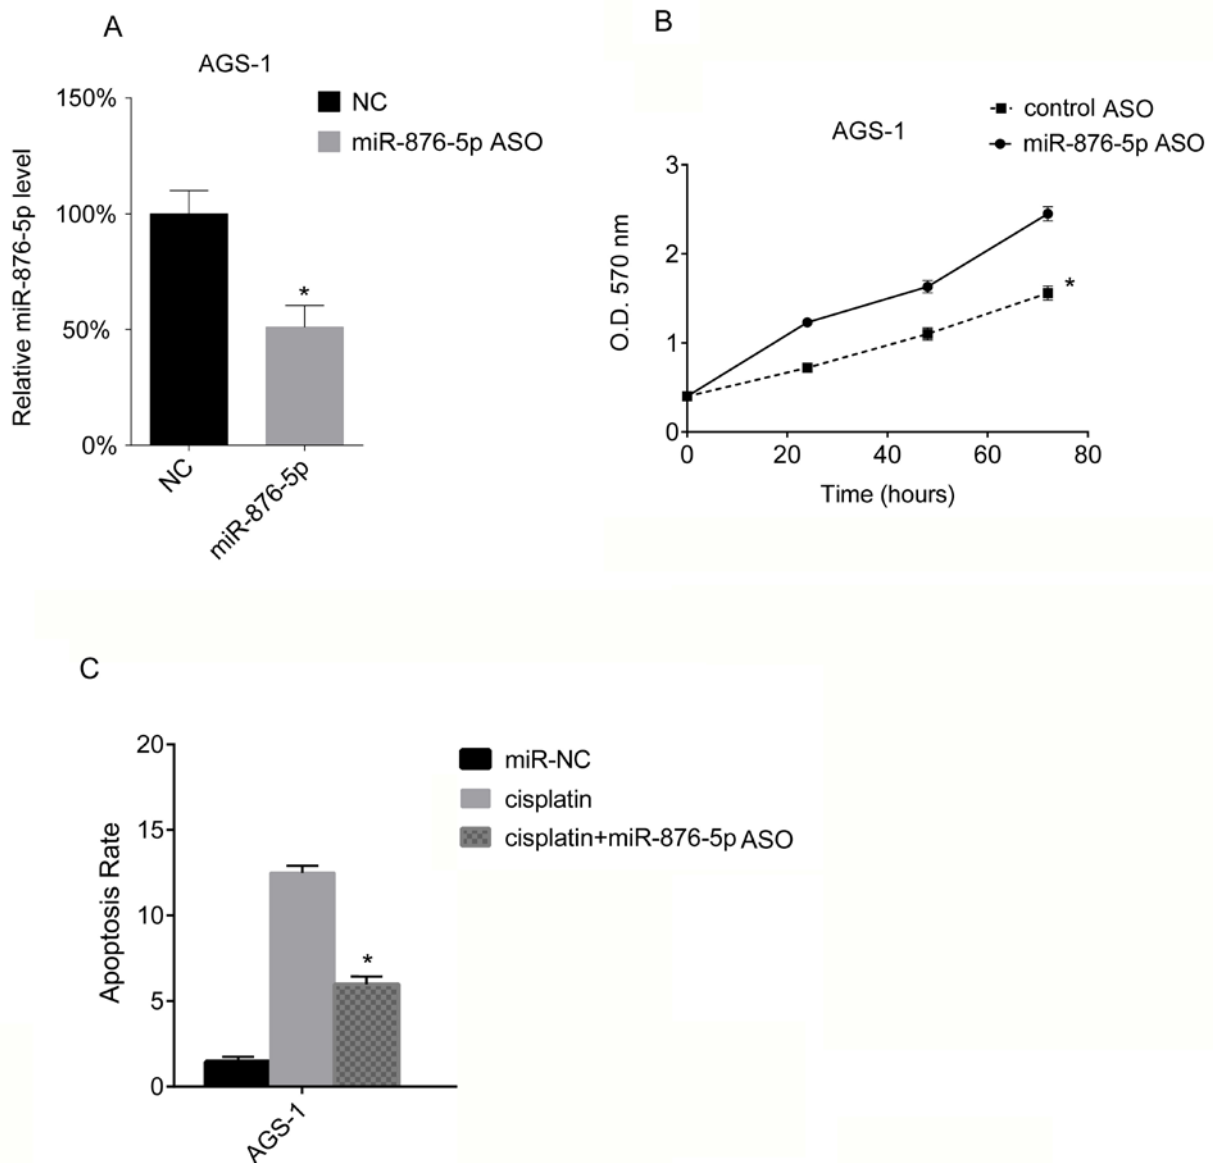 A
AGS-1
NC
miR-876-5p ASO
150%
100%
50%
0%
Relative miR-876-5p level
*
NC
miR-876-5p
B
AGS-1
control ASO
miR-876-5p ASO
3
2
1
0
O.D. 570 nm
*
0 20 40 60 80
Time (hours)
C
miR-NC
cisplatin
cisplatin+miR-876-5p ASO
20
15
10
5
0
Apoptosis Rate
*
AGS-1